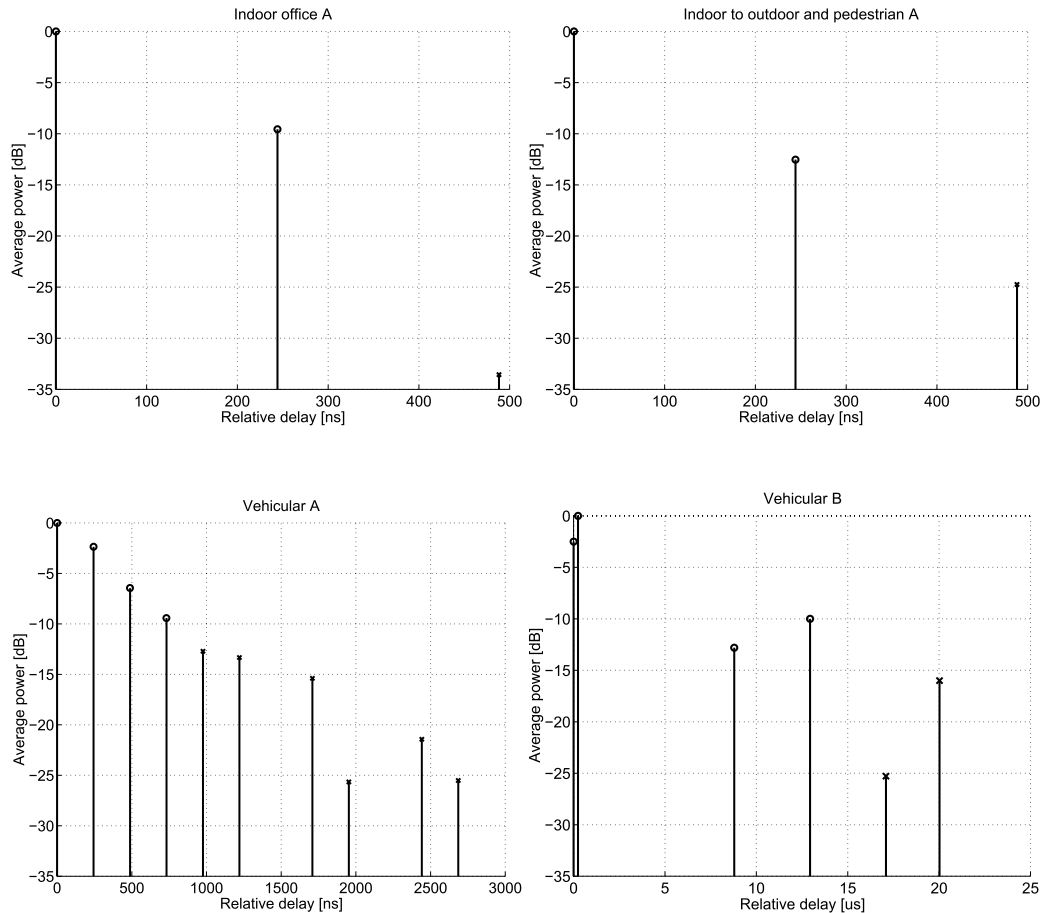 Indoor office A
0
−5
−10
−15
−20
−25
−30
−35
Average power [dB]
0 100 200 300 400 500
Relative delay [ns]
Indoor to outdoor and pedestrian A
0
−5
−10
−15
−20
−25
−30
−35
Average power [dB]
0 100 200 300 400 500
Relative delay [ns]
Vehicular A
0
−5
−10
−15
−20
−25
−30
−35
Average power [dB]
0 500 1000 1500 2000 2500 3000
Relative delay [ns]
Vehicular B
0
−5
−10
−15
−20
−25
−30
−35
Average power [dB]
0 5 10 15 20 25
Relative delay [us]